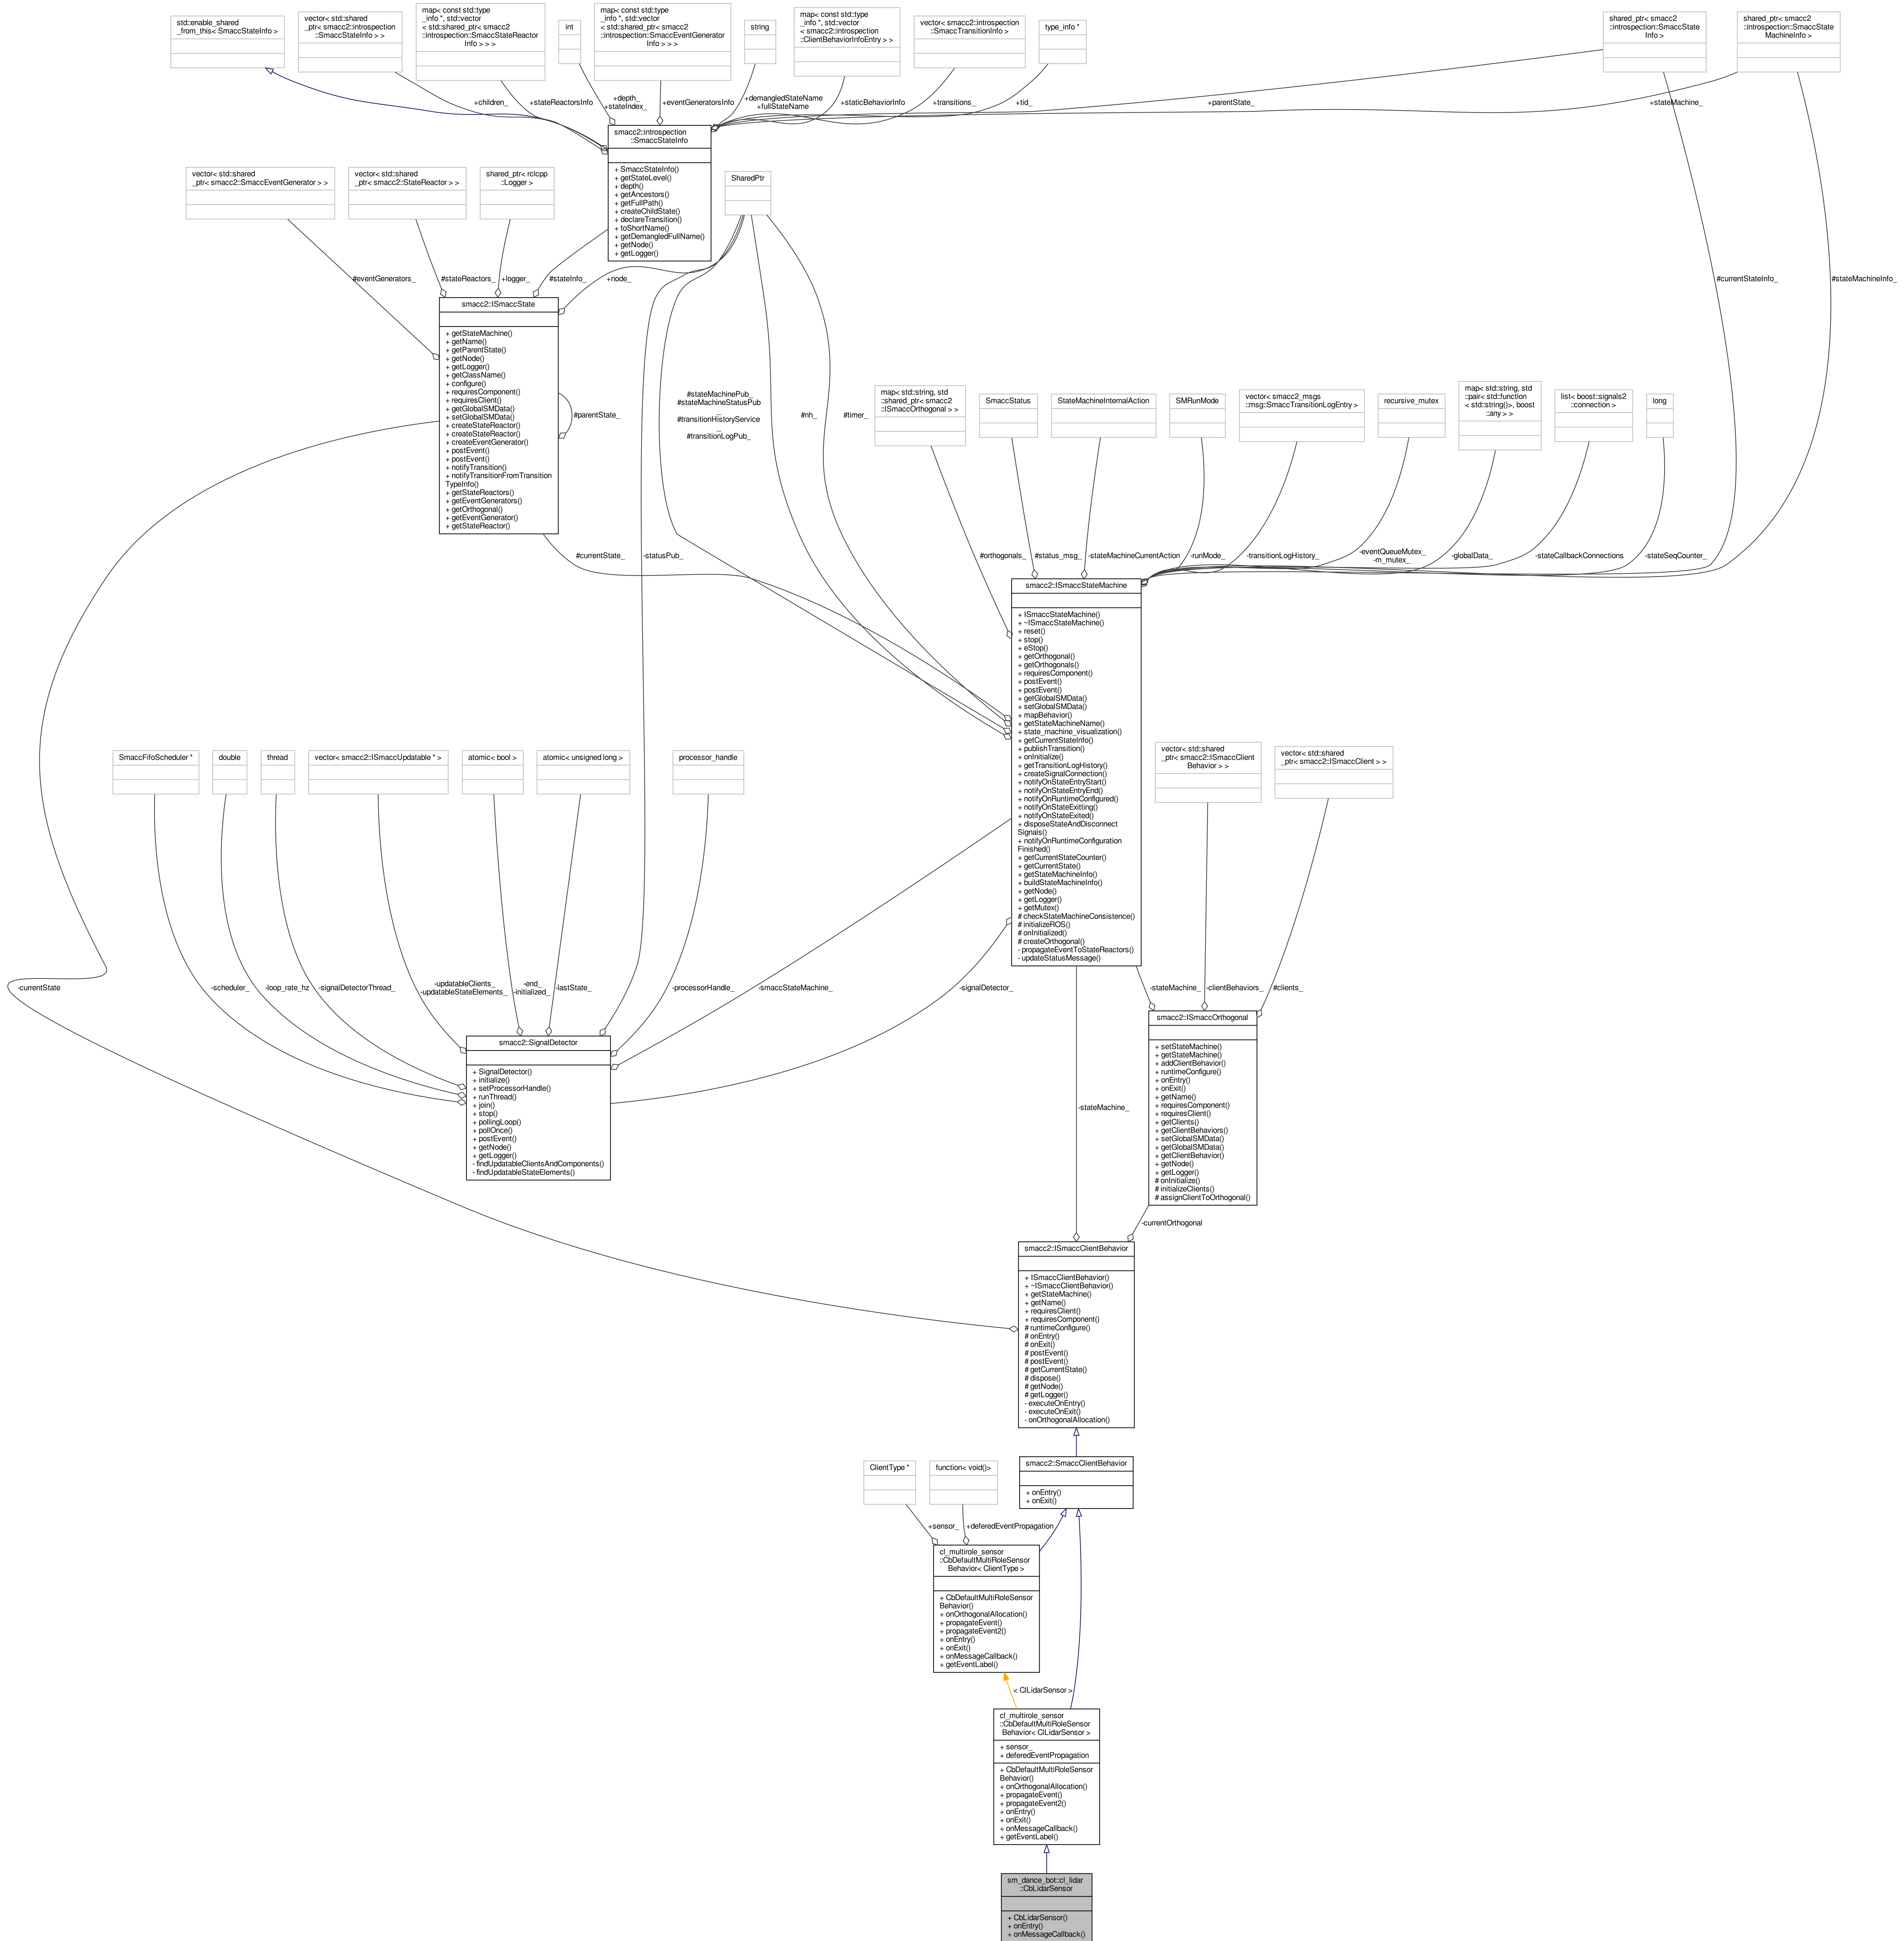 std::enable_shared
_from_this< SmaccStateInfo >
vector< std::shared
_ptr< smacc2::introspection
::SmaccStateInfo > >
map< const std::type
_info *, std::vector
< std::shared_ptr< smacc2
::introspection::SmaccStateReactor
Info > > >
int
map< const std::type
_info *, std::vector
< std::shared_ptr< smacc2
::introspection::SmaccEventGenerator
Info > > >
string
map< const std::type
_info *, std::vector
< smacc2::introspection
::ClientBehaviorInfoEntry > >
vector< smacc2::introspection
::SmaccTransitionInfo >
type_info *
shared_ptr< smacc2
::introspection::SmaccState
Info >
shared_ptr< smacc2
::introspection::SmaccState
MachineInfo >
+children_
+stateReactorsInfo
+depth_
+stateIndex_
+eventGeneratorsInfo
+demangledStateName
+fullStateName
+staticBehaviorInfo
+transitions_
+tid_
+parentState_
+stateMachine_
smacc2::introspection
::SmaccStateInfo
+ SmaccStateInfo()
+ getStateLevel()
+ depth()
+ getAncestors()
+ getFullPath()
+ createChildState()
+ declareTransition()
+ toShortName()
+ getDemangledFullName()
+ getNode()
+ getLogger()
vector< std::shared
_ptr< smacc2::SmaccEventGenerator > >
vector< std::shared
_ptr< smacc2::StateReactor > >
shared_ptr< rclcpp
::Logger >
SharedPtr
#eventGenerators_
#stateReactors_
+logger_
#stateInfo_
+node_
#currentStateInfo_
#stateMachineInfo_
smacc2::ISmaccState
+ getStateMachine()
+ getName()
+ getParentState()
+ getNode()
+ getLogger()
+ getClassName()
+ configure()
+ requiresComponent()
+ requiresClient()
+ getGlobalSMData()
+ setGlobalSMData()
+ createStateReactor()
+ createStateReactor()
+ createEventGenerator()
+ postEvent()
+ postEvent()
+ notifyTransition()
+ notifyTransitionFromTransition
TypeInfo()
+ getStateReactors()
+ getEventGenerators()
+ getOrthogonal()
+ getEventGenerator()
+ getStateReactor()
#parentState_
#stateMachinePub_
#stateMachineStatusPub
_
#transitionHistoryService
_
#transitionLogPub_
#nh_
#timer_
map< std::string, std
::shared_ptr< smacc2
::ISmaccOrthogonal > >
SmaccStatus
StateMachineInternalAction
SMRunMode
vector< smacc2_msgs
::msg::SmaccTransitionLogEntry >
recursive_mutex
map< std::string, std
::pair< std::function
< std::string()>, boost
::any > >
list< boost::signals2
::connection >
long
#currentState_
-statusPub_
#orthogonals_
#status_msg_
-stateMachineCurrentAction
-runMode_
-transitionLogHistory_
-eventQueueMutex_
-m_mutex_
-globalData_
-stateCallbackConnections
-stateSeqCounter_
smacc2::ISmaccStateMachine
+ ISmaccStateMachine()
+ ~ISmaccStateMachine()
+ reset()
+ stop()
+ eStop()
+ getOrthogonal()
+ getOrthogonals()
+ requiresComponent()
+ postEvent()
+ postEvent()
+ getGlobalSMData()
+ setGlobalSMData()
+ mapBehavior()
+ getStateMachineName()
+ state_machine_visualization()
+ getCurrentStateInfo()
+ publishTransition()
+ onInitialize()
+ getTransitionLogHistory()
+ createSignalConnection()
+ notifyOnStateEntryStart()
+ notifyOnStateEntryEnd()
+ notifyOnRuntimeConfigured()
+ notifyOnStateExitting()
+ notifyOnStateExited()
+ disposeStateAndDisconnect
Signals()
+ notifyOnRuntimeConfiguration
Finished()
+ getCurrentStateCounter()
+ getCurrentState()
+ getStateMachineInfo()
+ buildStateMachineInfo()
+ getNode()
+ getLogger()
+ getMutex()
# checkStateMachineConsistence()
# initializeROS()
# onInitialized()
# createOrthogonal()
- propagateEventToStateReactors()
- updateStatusMessage()
SmaccFifoScheduler *
double
thread
vector< smacc2::ISmaccUpdatable * >
atomic< bool >
atomic< unsigned long >
processor_handle
vector< std::shared
_ptr< smacc2::ISmaccClient
Behavior > >
vector< std::shared
_ptr< smacc2::ISmaccClient > >
-currentState
-scheduler_
-loop_rate_hz
-signalDetectorThread_
-updatableClients_
-updatableStateElements_
-end_
-initialized_
-lastState_
-processorHandle_
-smaccStateMachine_
-signalDetector_
-stateMachine_
-clientBehaviors_
#clients_
smacc2::SignalDetector
+ SignalDetector()
+ initialize()
+ setProcessorHandle()
+ runThread()
+ join()
+ stop()
+ pollingLoop()
+ pollOnce()
+ postEvent()
+ getNode()
+ getLogger()
- findUpdatableClientsAndComponents()
- findUpdatableStateElements()
smacc2::ISmaccOrthogonal
+ setStateMachine()
+ getStateMachine()
+ addClientBehavior()
+ runtimeConfigure()
+ onEntry()
+ onExit()
+ getName()
+ requiresComponent()
+ requiresClient()
+ getClients()
+ getClientBehaviors()
+ setGlobalSMData()
+ getGlobalSMData()
+ getClientBehavior()
+ getNode()
+ getLogger()
# onInitialize()
# initializeClients()
# assignClientToOrthogonal()
-stateMachine_
-currentOrthogonal
smacc2::ISmaccClientBehavior
+ ISmaccClientBehavior()
+ ~ISmaccClientBehavior()
+ getStateMachine()
+ getName()
+ requiresClient()
+ requiresComponent()
# runtimeConfigure()
# onEntry()
# onExit()
# postEvent()
# postEvent()
# getCurrentState()
# dispose()
# getNode()
# getLogger()
- executeOnEntry()
- executeOnExit()
- onOrthogonalAllocation()
ClientType *
function< void()>
smacc2::SmaccClientBehavior
+ onEntry()
+ onExit()
+sensor_
+deferedEventPropagation
cl_multirole_sensor
::CbDefaultMultiRoleSensor
Behavior< ClientType >
+ CbDefaultMultiRoleSensor
Behavior()
+ onOrthogonalAllocation()
+ propagateEvent()
+ propagateEvent2()
+ onEntry()
+ onExit()
+ onMessageCallback()
+ getEventLabel()
< ClLidarSensor >
cl_multirole_sensor
::CbDefaultMultiRoleSensor
Behavior< ClLidarSensor >
+ sensor_
+ deferedEventPropagation
+ CbDefaultMultiRoleSensor
Behavior()
+ onOrthogonalAllocation()
+ propagateEvent()
+ propagateEvent2()
+ onEntry()
+ onExit()
+ onMessageCallback()
+ getEventLabel()
sm_dance_bot::cl_lidar
::CbLidarSensor
+ CbLidarSensor()
+ onEntry()
+ onMessageCallback()